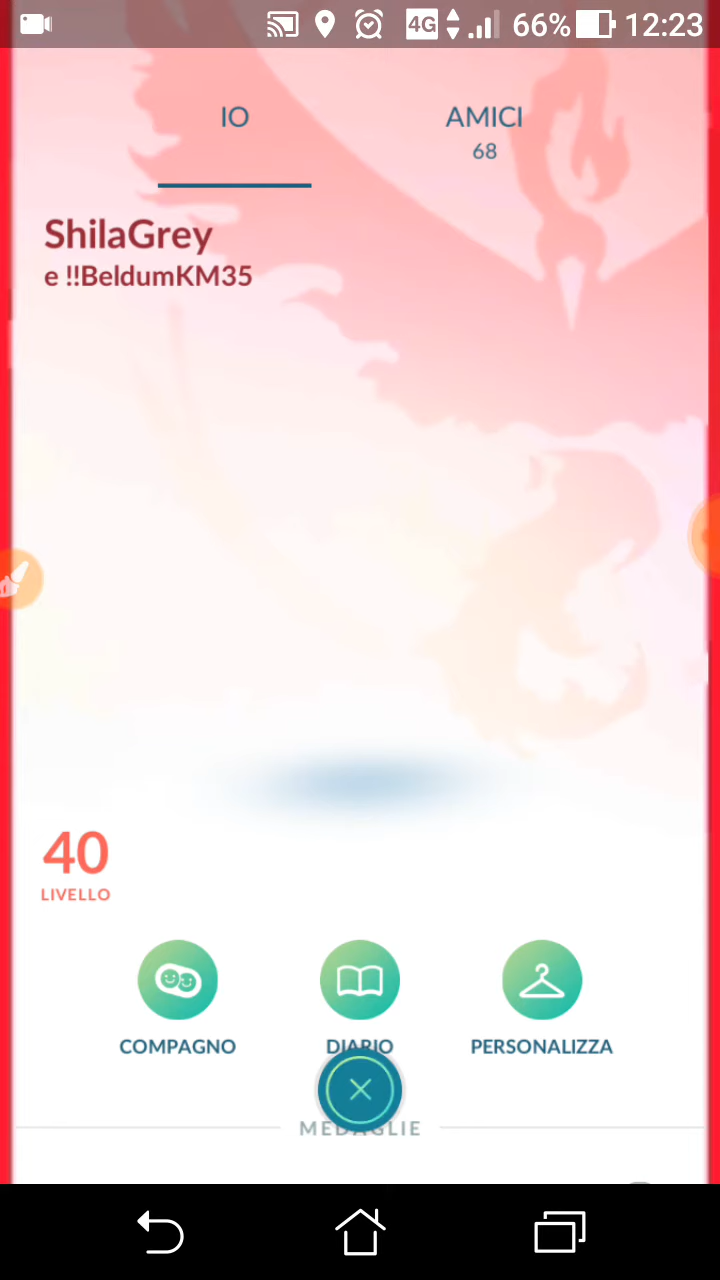 4G 66% 12:23
IO AMICI
68
ShilaGrey
e !!BeldumKM35
40
LIVELLO
COMPAGNO DIARIO PERSONALIZZA
MEDAGLIE